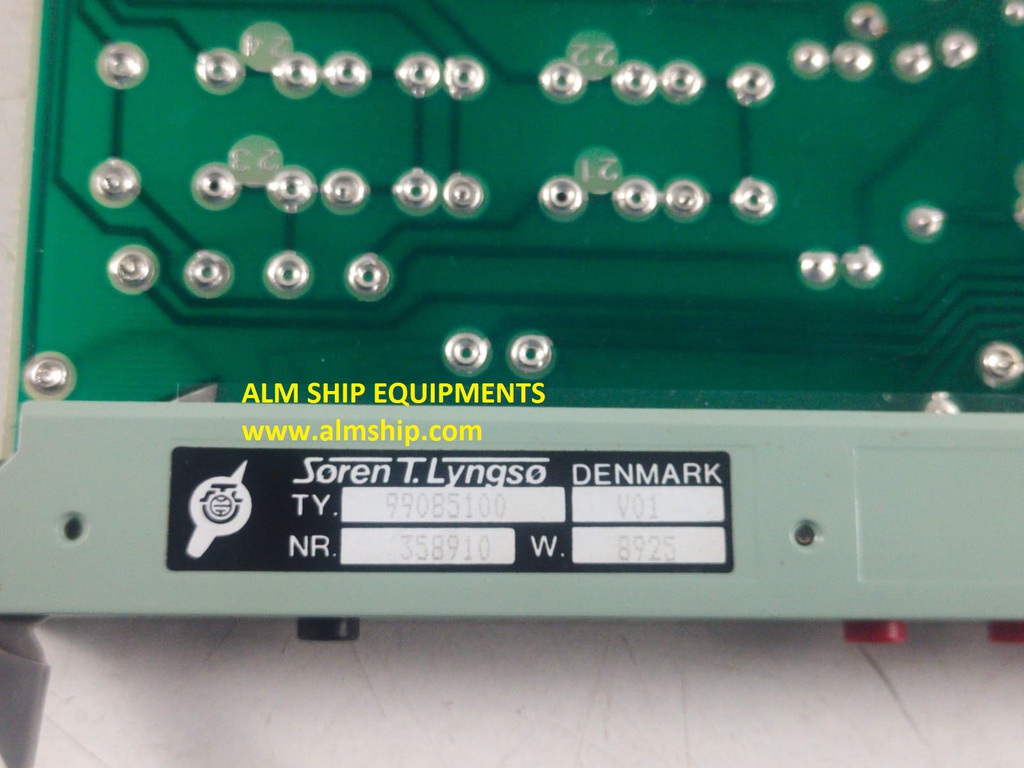 24 22
23 21
ALM SHIP EQUIPMENTS
www.almship.com
Søren T. Lyngsø DENMARK
TY. 99085100 V01
NR. 358910 W. 8925